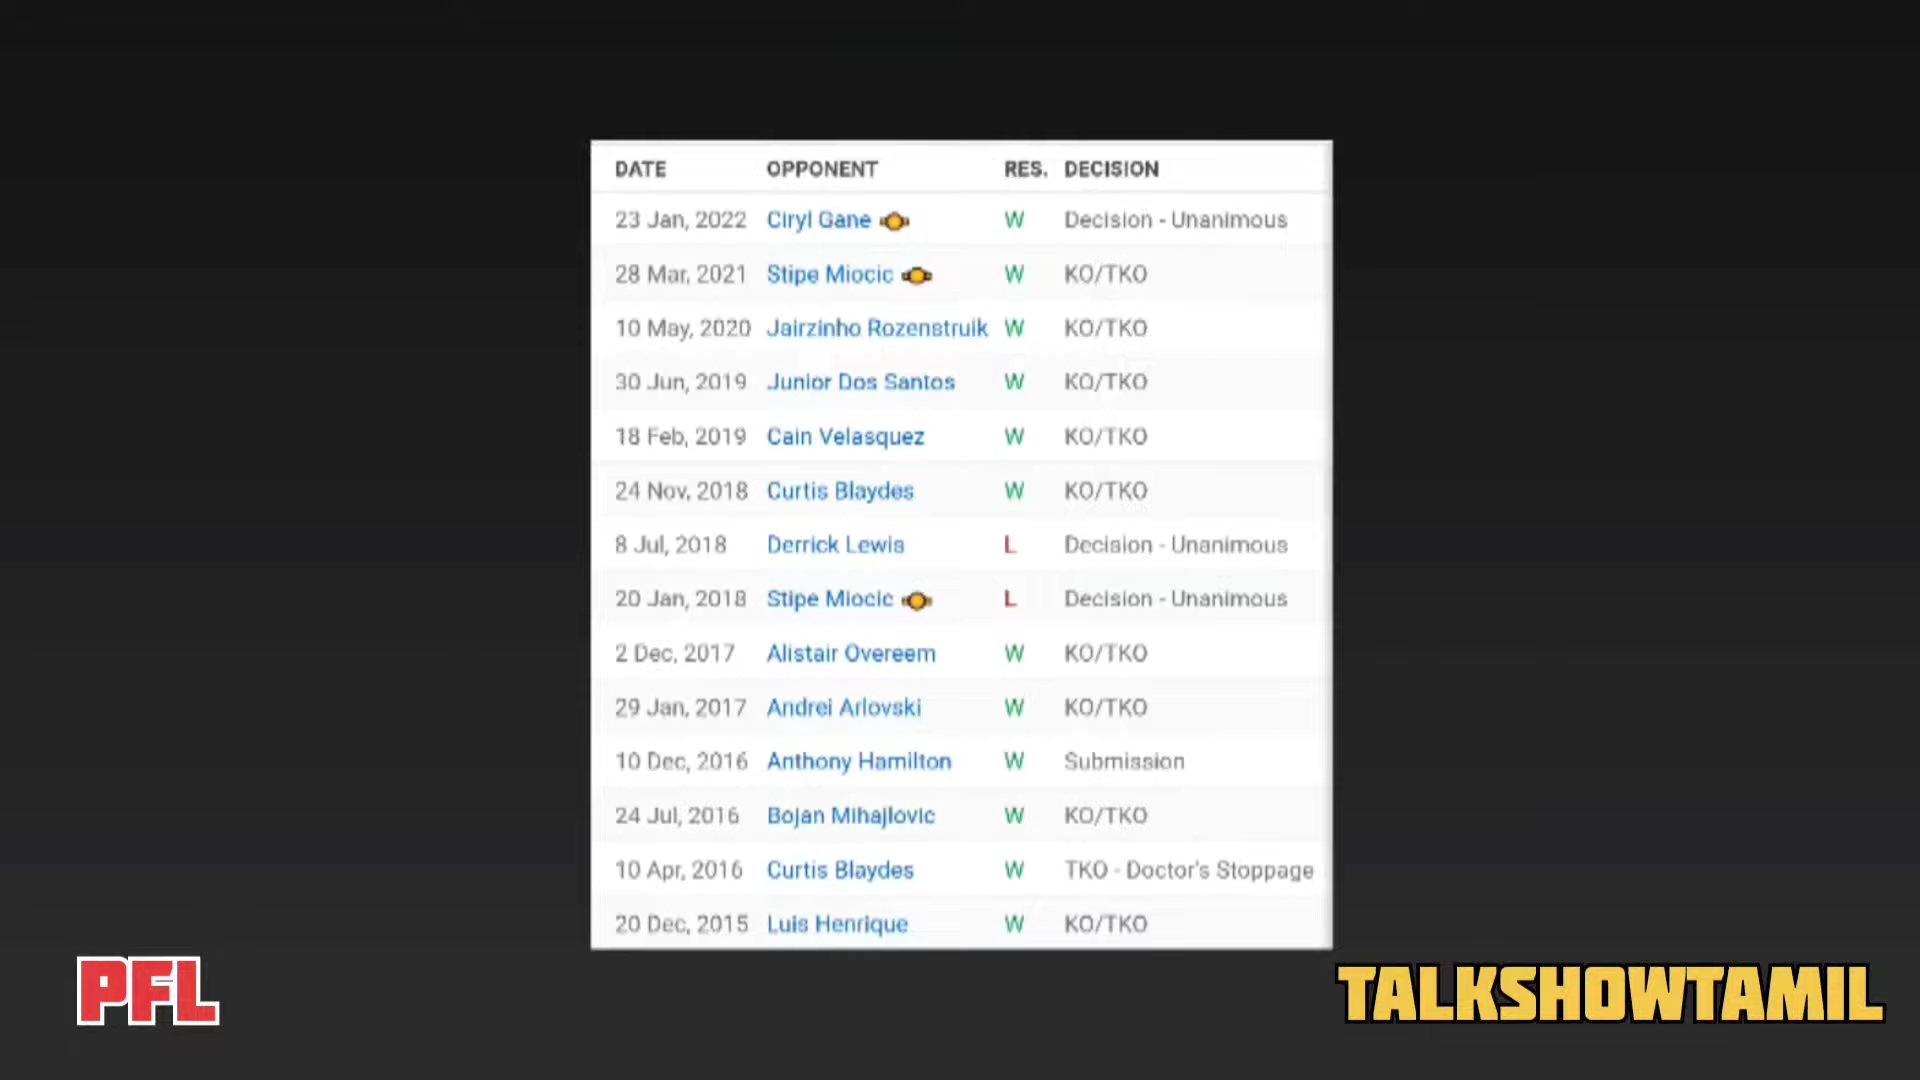 DATE OPPONENT RES. DECISION
23 Jan, 2022 Ciryl Gane W Decision - Unanimous
28 Mar, 2021 Stipe Miocic W KO/TKO
10 May, 2020 Jairzinho Rozenstruik W KO/TKO
30 Jun, 2019 Junior Dos Santos W KO/TKO
18 Feb, 2019 Cain Velasquez W KO/TKO
24 Nov, 2018 Curtis Blaydes W KO/TKO
8 Jul, 2018 Derrick Lewis L Decision - Unanimous
20 Jan, 2018 Stipe Miocic L Decision - Unanimous
2 Dec, 2017 Alistair Overeem W KO/TKO
29 Jan, 2017 Andrei Arlovski W KO/TKO
10 Dec, 2016 Anthony Hamilton W Submission
24 Jul, 2016 Bojan Mihajlovic W KO/TKO
10 Apr, 2016 Curtis Blaydes W TKO - Doctor's Stoppage
20 Dec, 2015 Luis Henrique W KO/TKO
PFL
TALKSHOWTAMIL